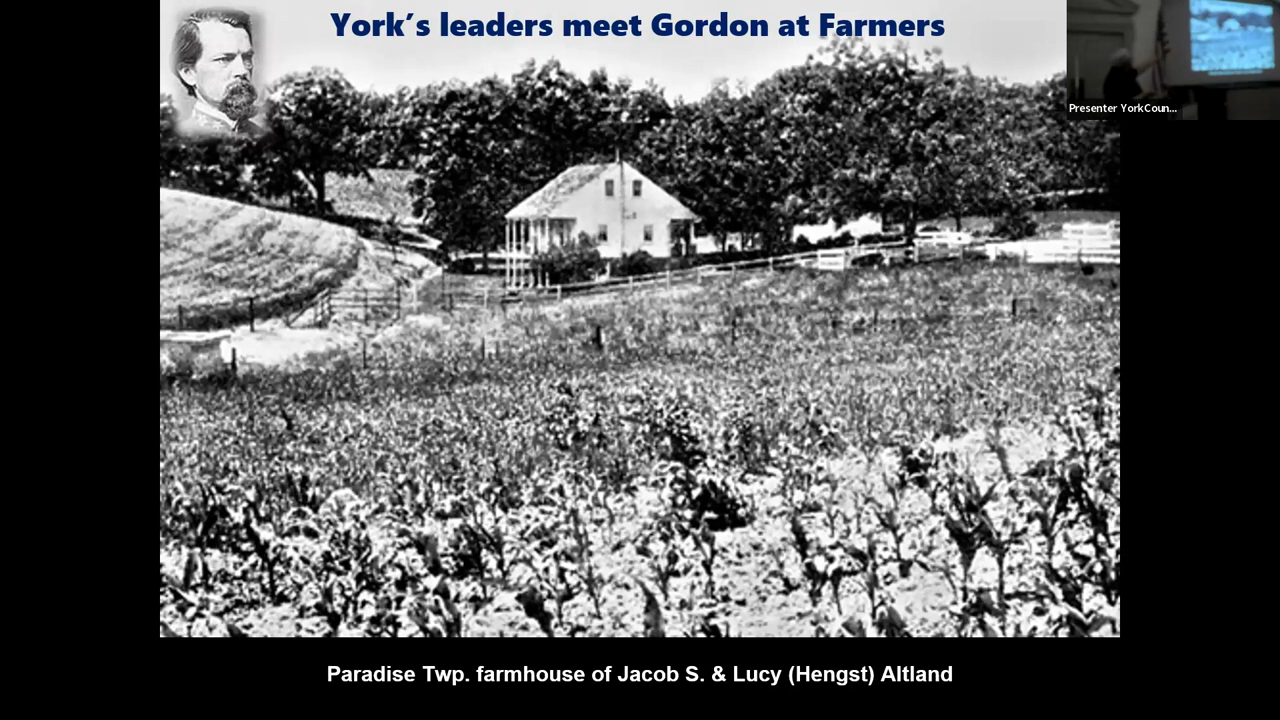 York's leaders meet Gordon at Farmers
Presenter YorkCoun...
Paradise Twp. farmhouse of Jacob S. & Lucy (Hengst) Altland